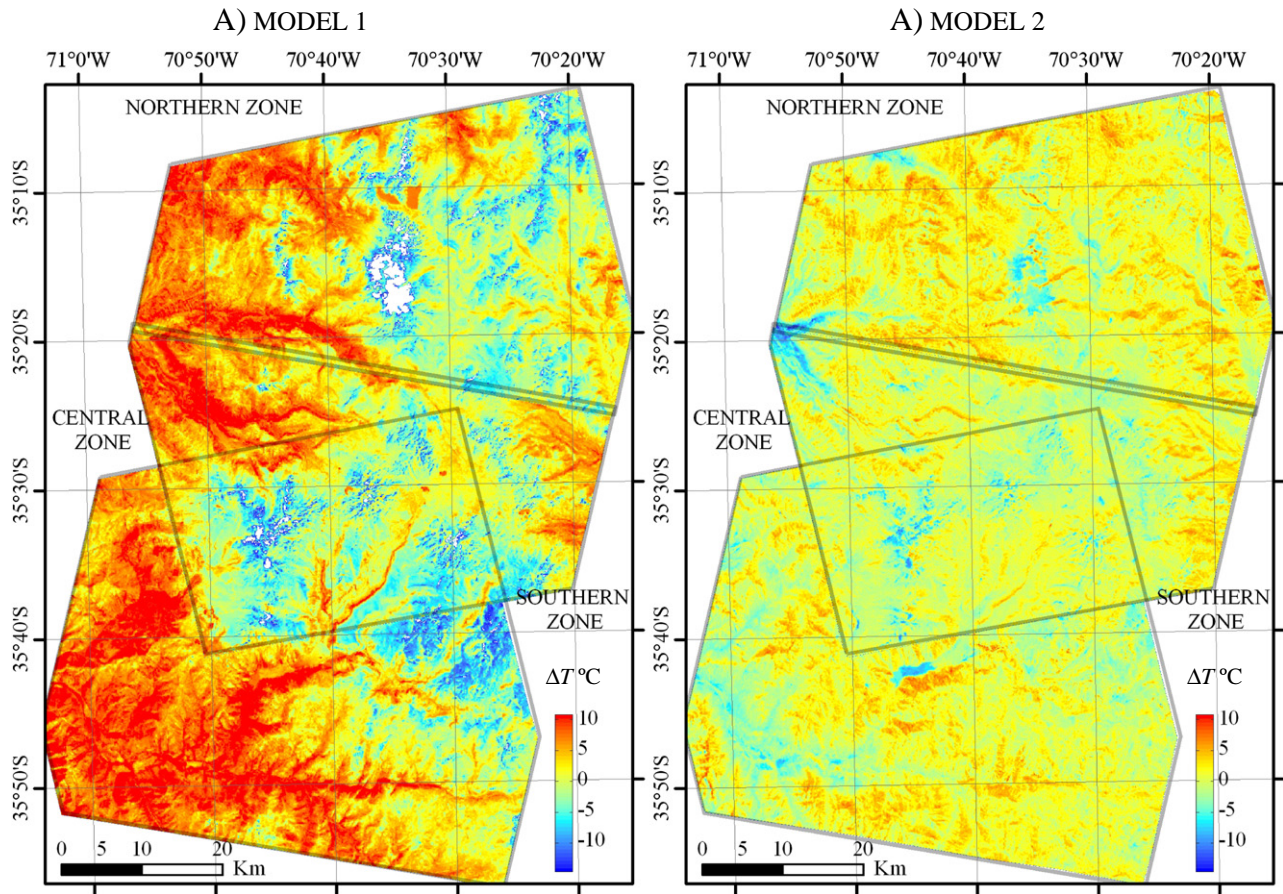 A) MODEL 1
71°0'W 70°50'W 70°40'W 70°30'W 70°20'W
NORTHERN ZONE
35°10'S
35°20'S
CENTRAL
ZONE
35°30'S
SOUTHERN
ZONE
35°40'S
ΔT ºC
10
5
0
-5
-10
35°50'S
0 5 10 20
Km
A) MODEL 2
71°0'W 70°50'W 70°40'W 70°30'W 70°20'W
NORTHERN ZONE
35°10'S
35°20'S
CENTRAL
ZONE
35°30'S
SOUTHERN
ZONE
35°40'S
ΔT ºC
10
5
0
-5
-10
35°50'S
0 5 10 20
Km